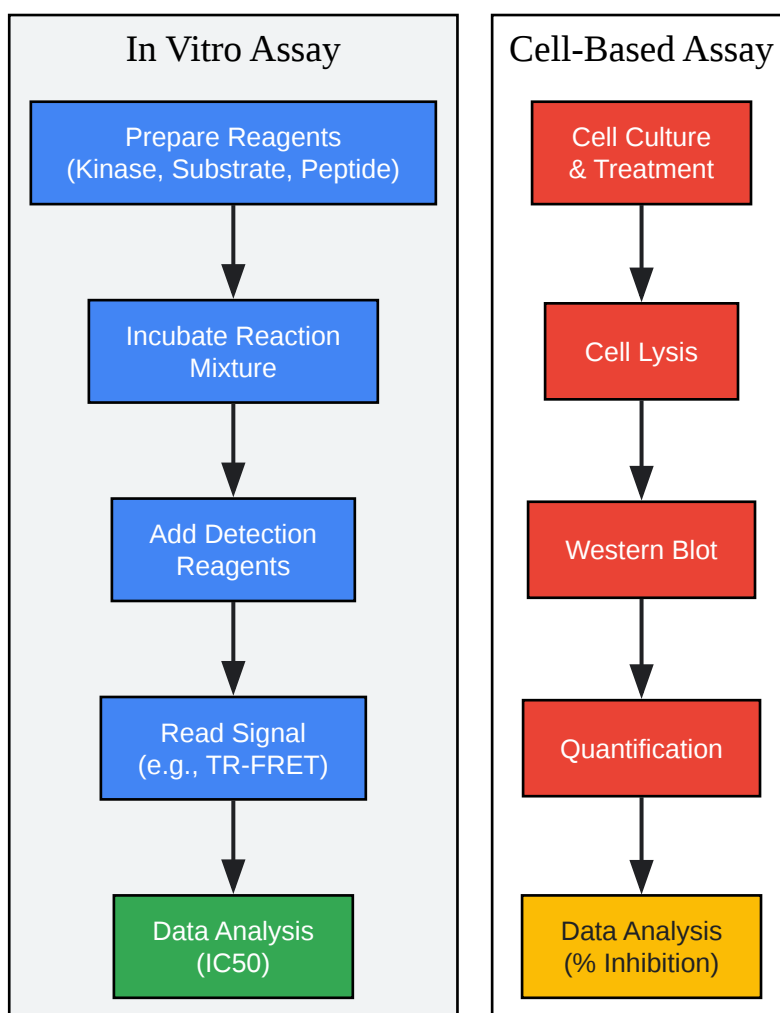 In Vitro Assay
Prepare Reagents
(Kinase, Substrate, Peptide)
Incubate Reaction
Mixture
Add Detection
Reagents
Read Signal
(e.g., TR-FRET)
Data Analysis
(IC50)
Cell-Based Assay
Cell Culture
& Treatment
Cell Lysis
Western Blot
Quantification
Data Analysis
(% Inhibition)